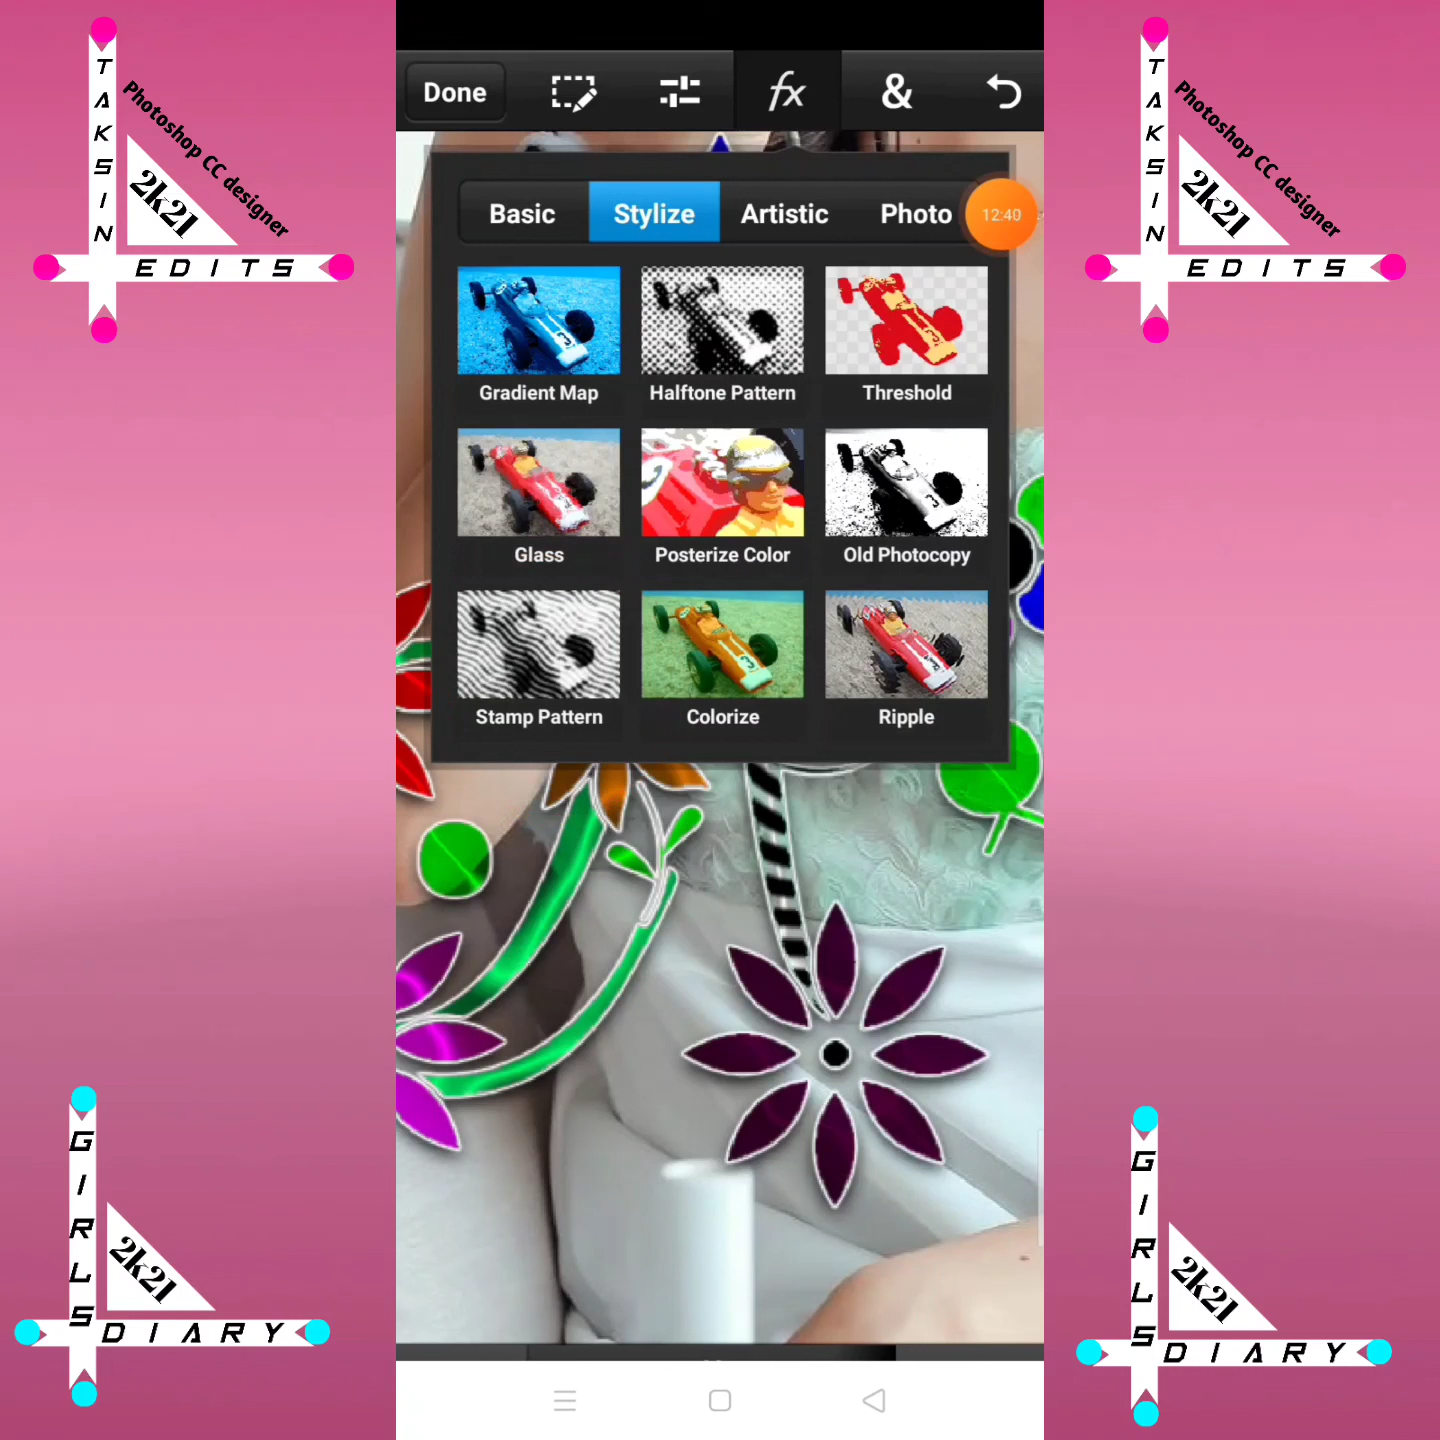 TAKSIN
Photoshop CC designer
2k21
EDITS
Done
fx
&
Basic
Stylize
Artistic
Photo
12:40
Gradient Map
Halftone Pattern
Threshold
Glass
Posterize Color
Old Photocopy
Stamp Pattern
Colorize
Ripple
TAKSIN
Photoshop CC designer
2k21
EDITS
GIRLS
2k21
DIARY
GIRLS
2k21
DIARY